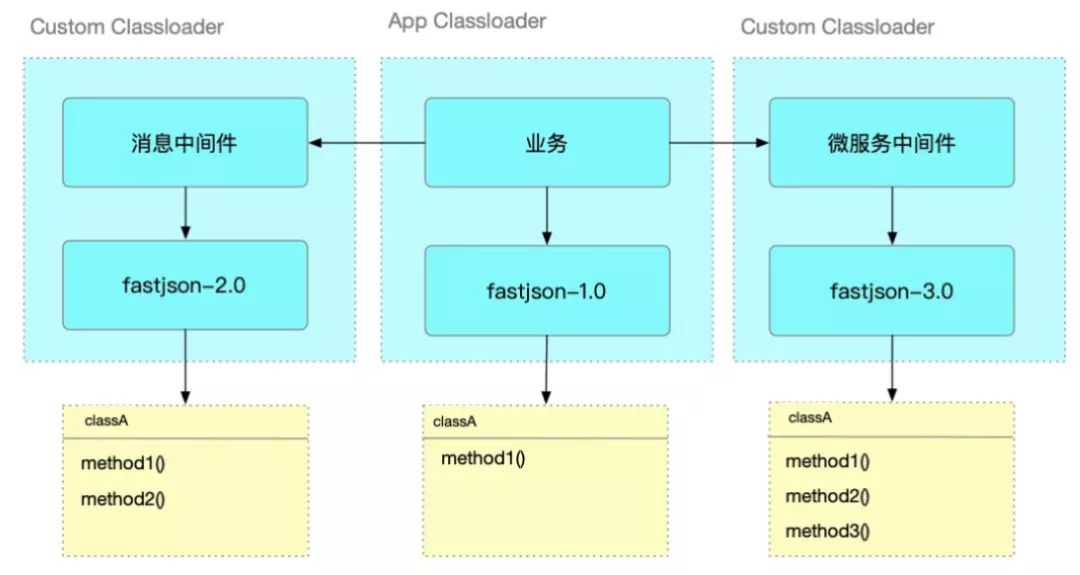 Custom Classloader
App Classloader
Custom Classloader
消息中间件
业务
微服务中间件
fastjson-2.0
fastjson-1.0
fastjson-3.0
classA
method1()
method2()
classA
method1()
classA
method1()
method2()
method3()